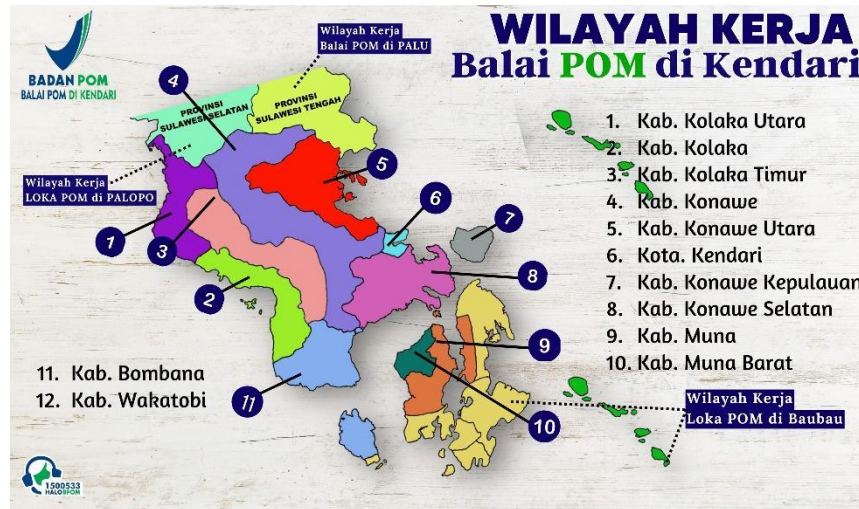 WILAYAH KERJA
Balai POM di Kendari
BADAN POM
BALAI POM DI KENDARI
Wilayah Kerja
Balai POM di PALU
PROVINSI
SULAWESI SELATAN
PROVINSI
SULAWESI TENGAH
Wilayah Kerja
LOKA POM di PALOPO
4
5
6
7
1
3
2
8
9
10
11
1. Kab. Kolaka Utara
2. Kab. Kolaka
3. Kab. Kolaka Timur
4. Kab. Konawe
5. Kab. Konawe Utara
6. Kota. Kendari
7. Kab. Konawe Kepulauan
8. Kab. Konawe Selatan
9. Kab. Muna
10. Kab. Muna Barat
11. Kab. Bombana
12. Kab. Wakatobi
Wilayah Kerja
Loka POM di Baubau
1500533
HALOBPOM